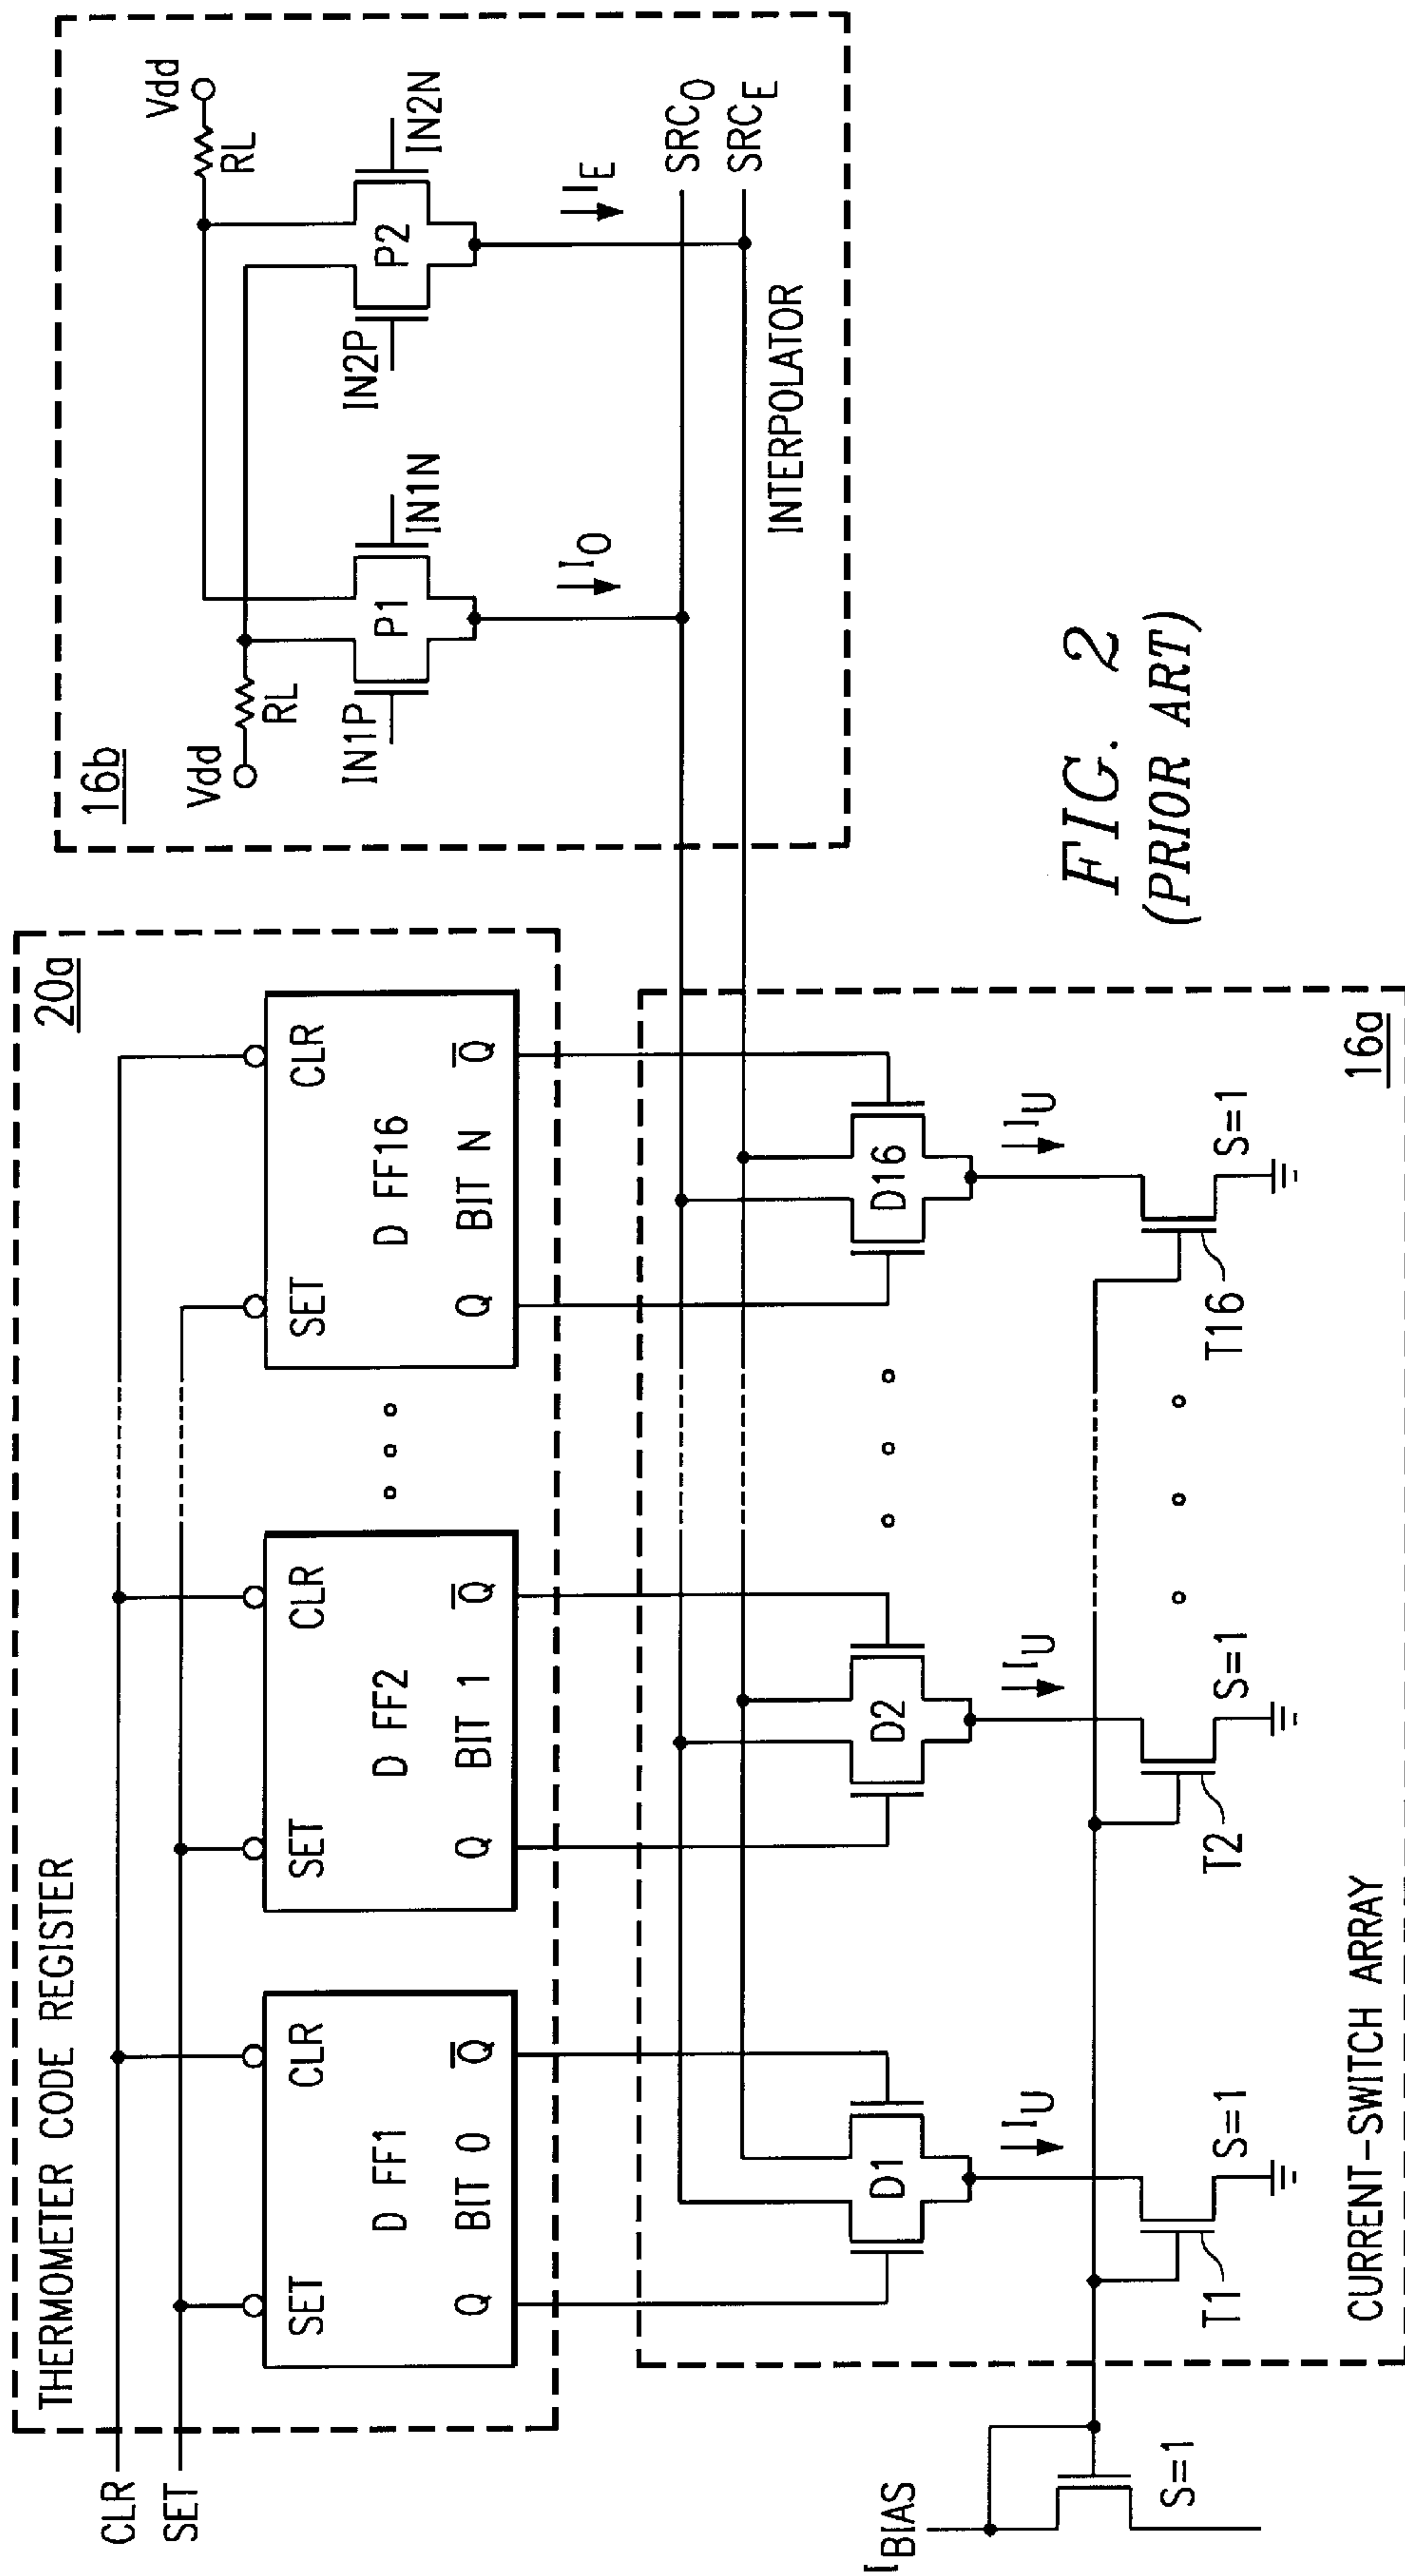 20a
THERMOMETER CODE REGISTER
CLR
SET
SET CLR
D FF1
BIT 0
Q Q̅
SET CLR
D FF2
BIT 1
Q Q̅
SET CLR
D FF16
BIT N
Q Q̅
16b
Vdd
RL
Vdd
RL
IN1P
P1
IN1N
IN2P
P2
IN2N
I_O
I_E
SRC_O
SRC_E
INTERPOLATOR
D1
D2
D16
I_U
I_U
I_U
I_BIAS
S=1
T1
S=1
T2
S=1
T16
S=1
CURRENT-SWITCH ARRAY
16a
FIG. 2
(PRIOR ART)